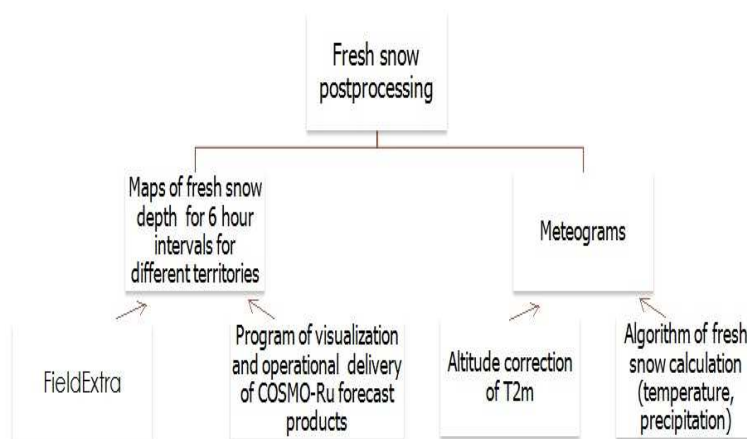 Fresh snow
postprocessing
Maps of fresh snow
depth for 6 hour
intervals for
different territories
Meteograms
FieldExtra
Program of visualization
and operational delivery
of COSMO-Ru forecast
products
Altitude correction
of T2m
Algorithm of fresh
snow calculation
(temperature,
precipitation)